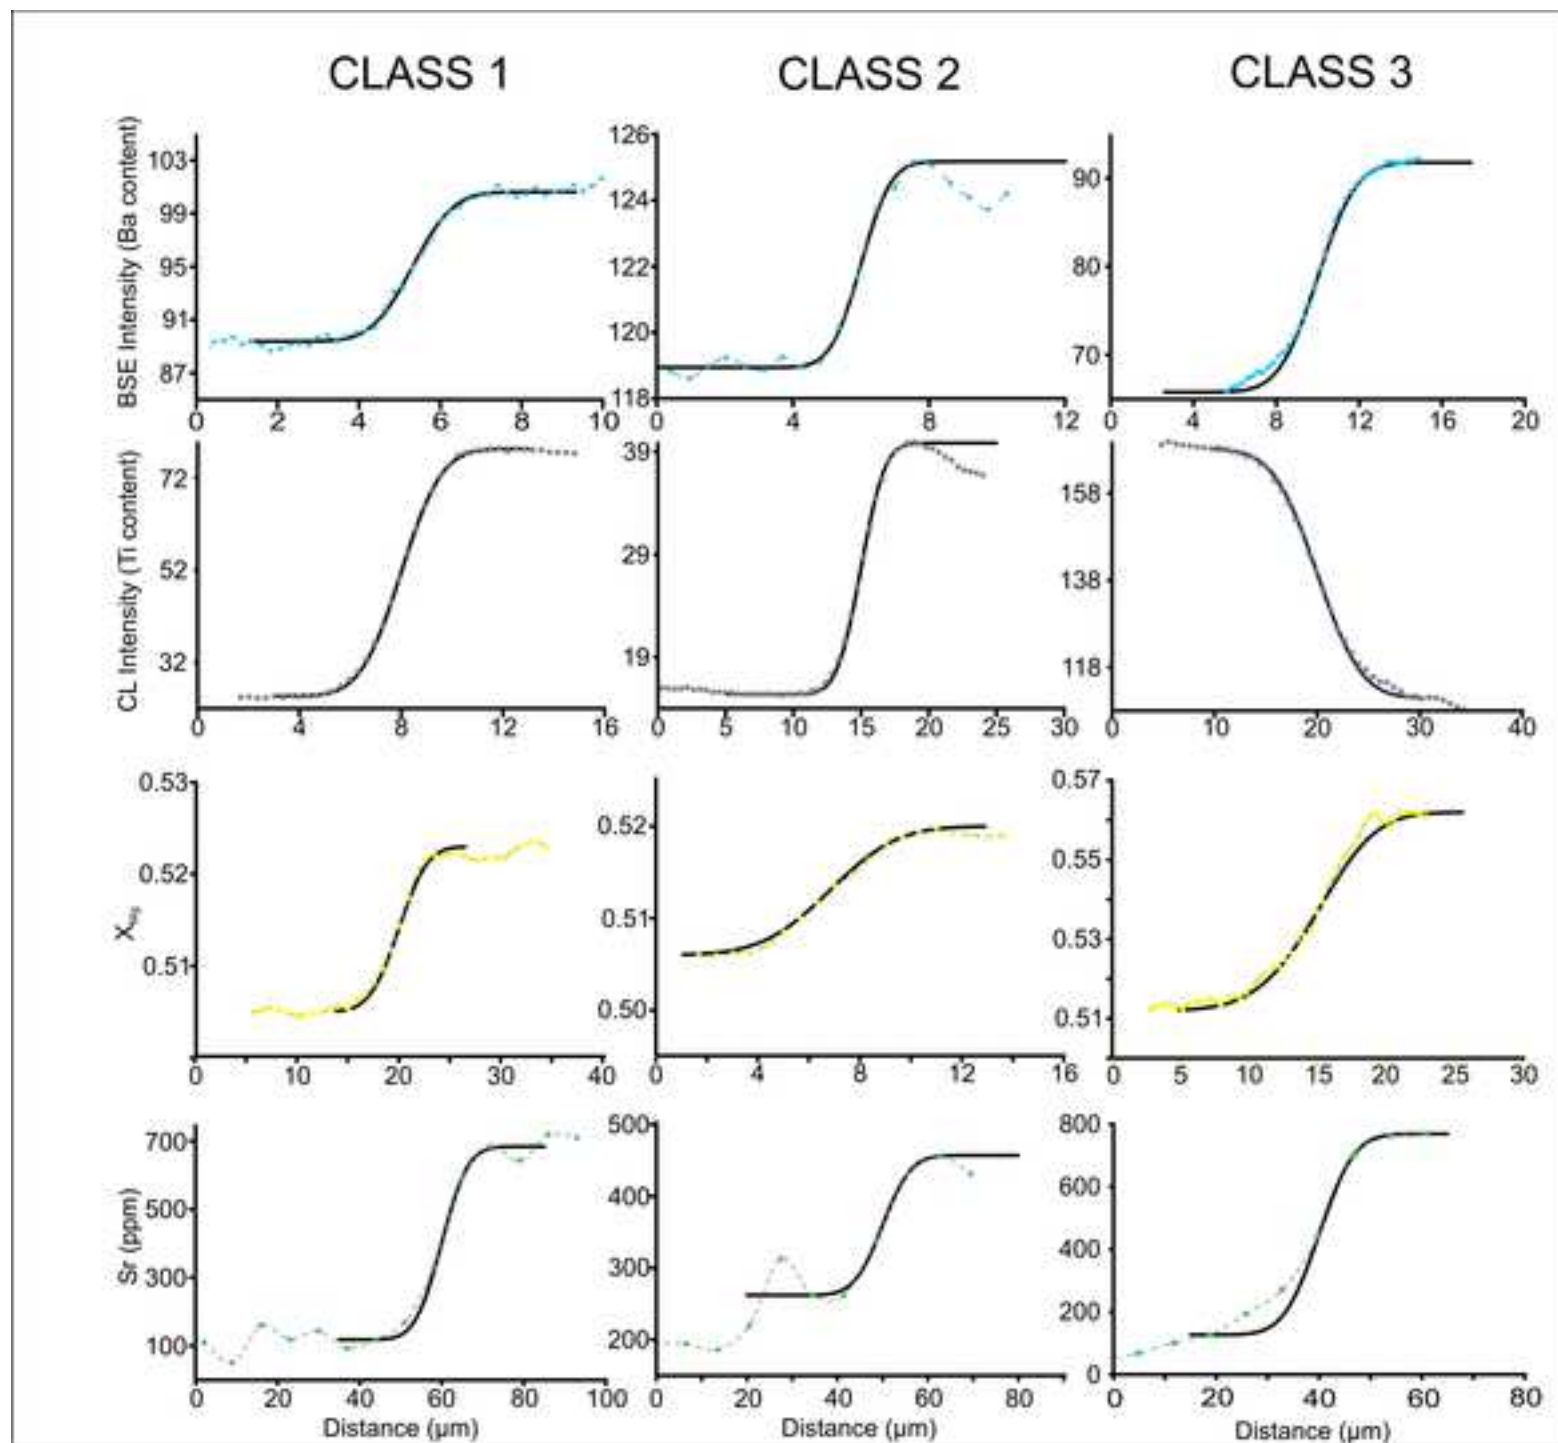 CLASS 1 CLASS 2 CLASS 3
BSE Intensity (Ba content)
103
99
95
91
87
0 2 4 6 8 10
126
124
122
120
118
0 4 8 12
90
80
70
0 4 8 12 16 20
CL Intensity (Ti content)
72
52
32
0 4 8 12 16
39
29
19
0 5 10 15 20 25 30
158
138
118
0 10 20 30 40
X
0.53
0.52
0.51
0 10 20 30 40
0.52
0.51
0.50
0 4 8 12 16
0.57
0.55
0.53
0.51
0 5 10 15 20 25 30
Sr (ppm)
700
500
300
100
0 20 40 60 80 100
Distance (µm)
500
400
300
200
0 20 40 60 80
Distance (µm)
800
600
400
200
0
0 20 40 60 80
Distance (µm)